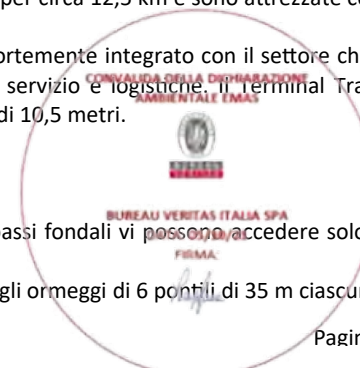 per circa 12,5 km e sono attrezzate c
ortemente integrato con il settore ch
CONVALIDA DELLA DICHIARAZIONE
servizio e logistiche. Il Terminal Tra
AMBIENTALE EMAS
di 10,5 metri.
BUREAU VERITAS ITALIA SPA
assi fondali vi possono accedere solo
FIRMA:
gli ormeggi di 6 pontili di 35 m ciascu
Pagin